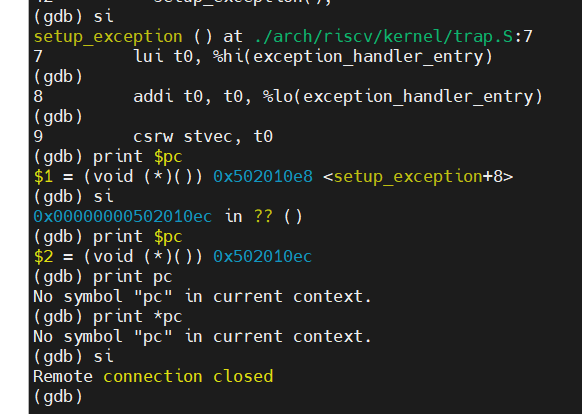 (gdb) si
setup_exception () at ./arch/riscv/kernel/trap.S:7
7 lui t0, %hi(exception_handler_entry)
(gdb)
8 addi t0, t0, %lo(exception_handler_entry)
(gdb)
9 csrw stvec, t0
(gdb) print $pc
$1 = (void (*)()) 0x502010e8 <setup_exception+8>
(gdb) si
0x00000000502010ec in ?? ()
(gdb) print $pc
$2 = (void (*)()) 0x502010ec
(gdb) print pc
No symbol "pc" in current context.
(gdb) print *pc
No symbol "pc" in current context.
(gdb) si
Remote connection closed
(gdb)